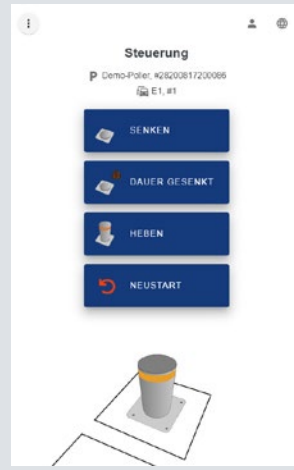 Steuerung
P Demo-Poller, #28200817200086
E1, #1
SENKEN
DAUER GESENKT
HEBEN
NEUSTART